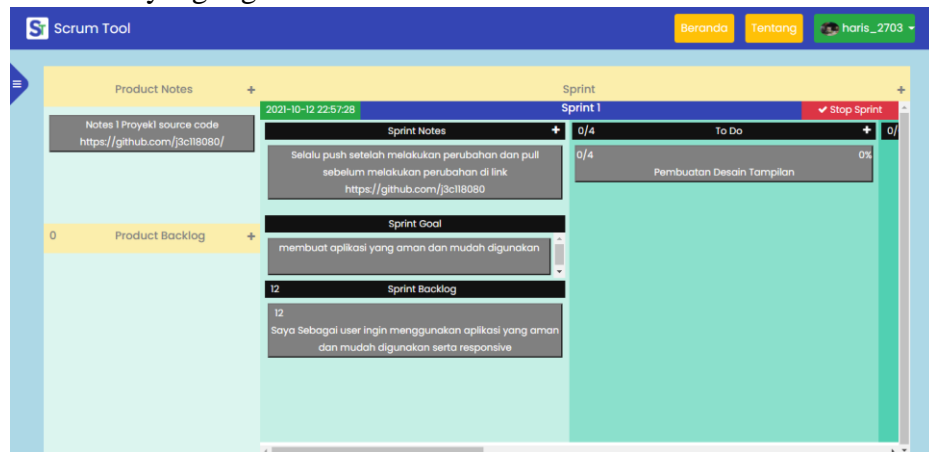 ST Scrum Tool
Beranda
Tentang
haris_2703
Product Notes +
Notes 1 Proyek1 source code
https://github.com/j3c118080/
0 Product Backlog +
Sprint +
2021-10-12 22:57:28 Sprint 1 ✔ Stop Sprint
Sprint Notes +
Selalu push setelah melakukan perubahan dan pull
sebelum melakukan perubahan di link
https://github.com/j3c118080
Sprint Goal
membuat aplikasi yang aman dan mudah digunakan
12 Sprint Backlog
12
Saya Sebagai user ingin menggunakan aplikasi yang aman
dan mudah digunakan serta responsive
0/4 To Do +
0/4 0%
Pembuatan Desain Tampilan
0/